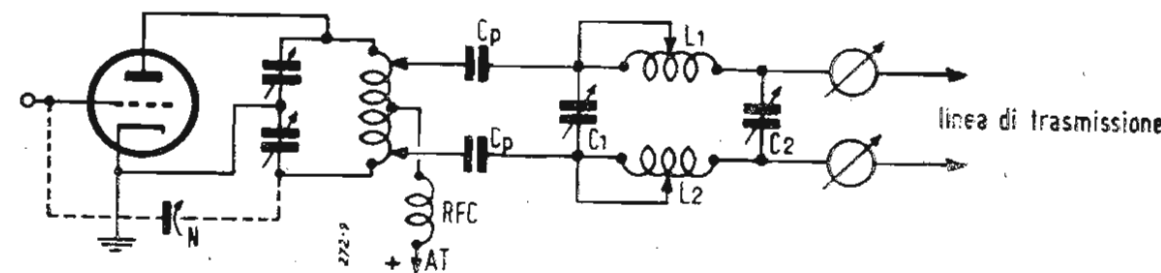 Cp
L1
C1
C2
linea di trasmissione
Cp
L2
RFC
N
272-9
+ AT